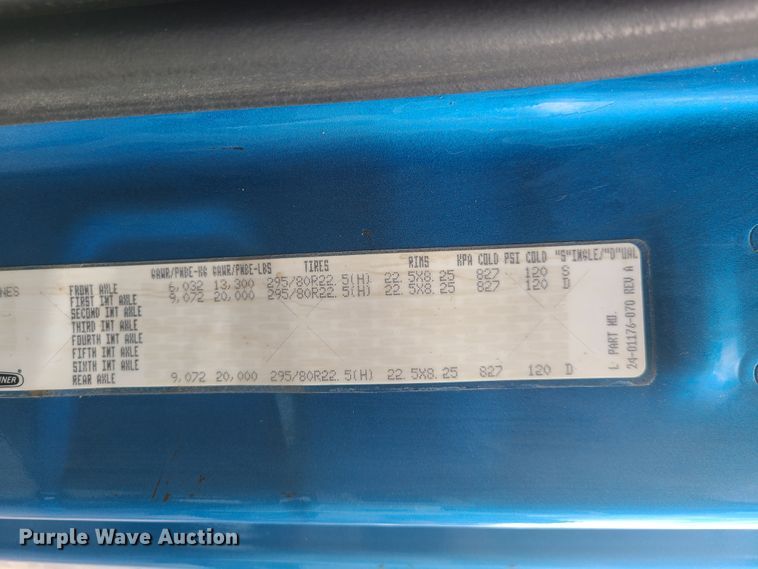 GAWR/PNBE-KG GAWR/PNBE-LBS TIRES RIMS KPA COLD PSI COLD "S"INGLE/"D"UAL
NES FRONT AXLE 6,032 13,300 295/80R22.5(H) 22.5X8.25 827 120 S
FIRST INT AXLE 9,072 20,000 295/80R22.5(H) 22.5X8.25 827 120 D
SECOND INT AXLE
THIRD INT AXLE
FOURTH INT AXLE
FIFTH INT AXLE
SIXTH INT AXLE
INER REAR AXLE 9,072 20,000 295/80R22.5(H) 22.5X8.25 827 120 D
L- PART NO.
24-01176-070 REV A
Purple Wave Auction